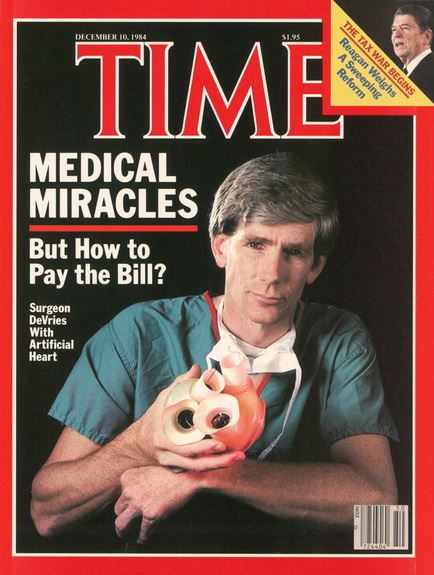 DECEMBER 10, 1984
$1.95
TIME
THE TAX WAR BEGINS
Reagan Weighs
A Sweeping
Reform
MEDICAL
MIRACLES
But How to
Pay the Bill?
Surgeon
DeVries
With
Artificial
Heart
724404